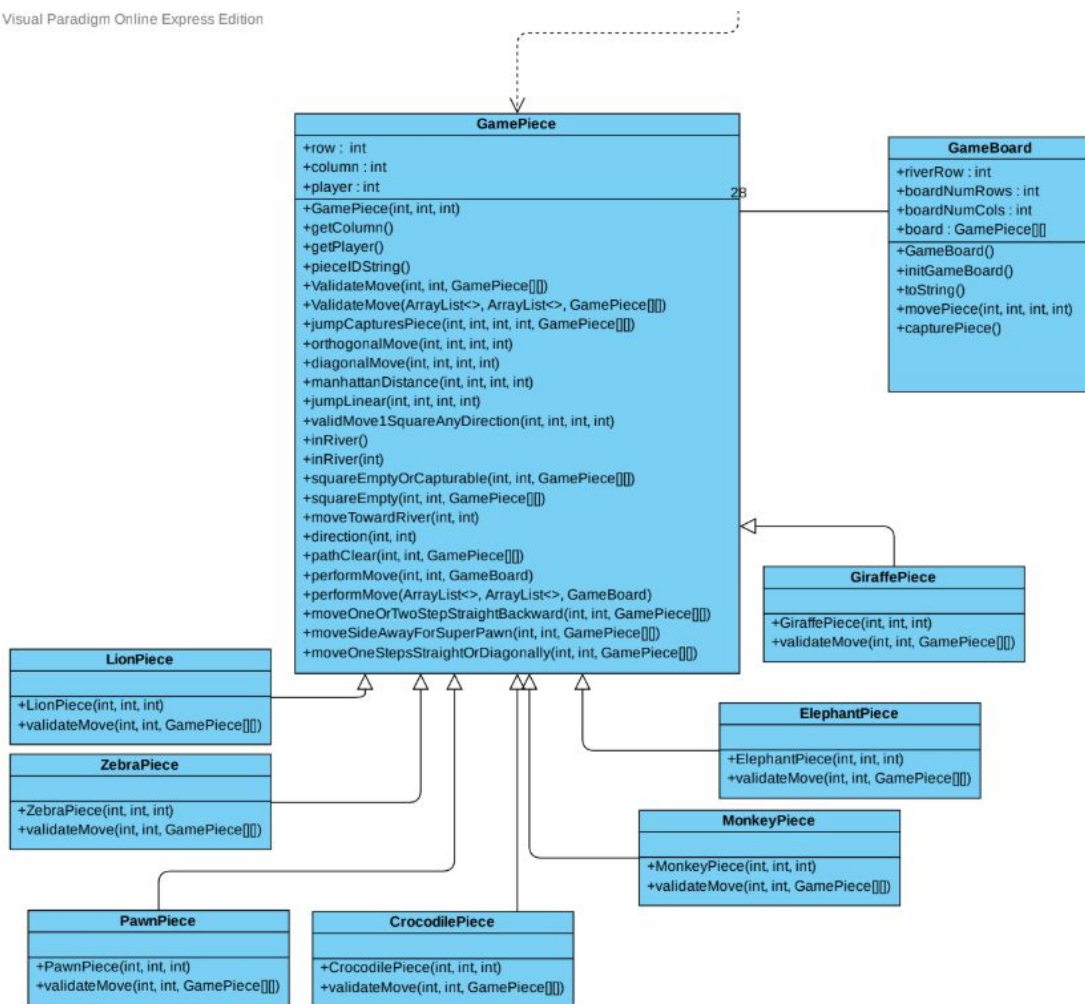 Visual Paradigm Online Express Edition
GamePiece
+row : int
+column : int
+player : int
+GamePiece(int, int, int)
+getColumn()
+getPlayer()
+pieceIDString()
+ValidateMove(int, int, GamePiece[][])
+ValidateMove(ArrayList<>, ArrayList<>, GamePiece[][])
+jumpCapturesPiece(int, int, int, int, GamePiece[][])
+orthogonalMove(int, int, int, int)
+diagonalMove(int, int, int, int)
+manhattanDistance(int, int, int, int)
+jumpLinear(int, int, int, int)
+validMove1SquareAnyDirection(int, int, int, int)
+inRiver()
+inRiver(int)
+squareEmptyOrCapturable(int, int, GamePiece[][])
+squareEmpty(int, int, GamePiece[][])
+moveTowardRiver(int, int)
+direction(int, int)
+pathClear(int, int, GamePiece[][])
+performMove(int, int, GameBoard)
+performMove(ArrayList<>, ArrayList<>, GameBoard)
+moveOneOrTwoStepStraightBackward(int, int, GamePiece[][])
+moveSideAwayForSuperPawn(int, int, GamePiece[][])
+moveOneStepsStraightOrDiagonally(int, int, GamePiece[][])
28
GameBoard
+riverRow : int
+boardNumRows : int
+boardNumCols : int
+board : GamePiece[][]
+GameBoard()
+initGameBoard()
+toString()
+movePiece(int, int, int, int)
+capturePiece()
GiraffePiece
+GiraffePiece(int, int, int)
+validateMove(int, int, GamePiece[][])
LionPiece
+LionPiece(int, int, int)
+validateMove(int, int, GamePiece[][])
ElephantPiece
+ElephantPiece(int, int, int)
+validateMove(int, int, GamePiece[][])
ZebraPiece
+ZebraPiece(int, int, int)
+validateMove(int, int, GamePiece[][])
MonkeyPiece
+MonkeyPiece(int, int, int)
+validateMove(int, int, GamePiece[][])
PawnPiece
+PawnPiece(int, int, int)
+validateMove(int, int, GamePiece[][])
CrocodilePiece
+CrocodilePiece(int, int, int)
+validateMove(int, int, GamePiece[][])